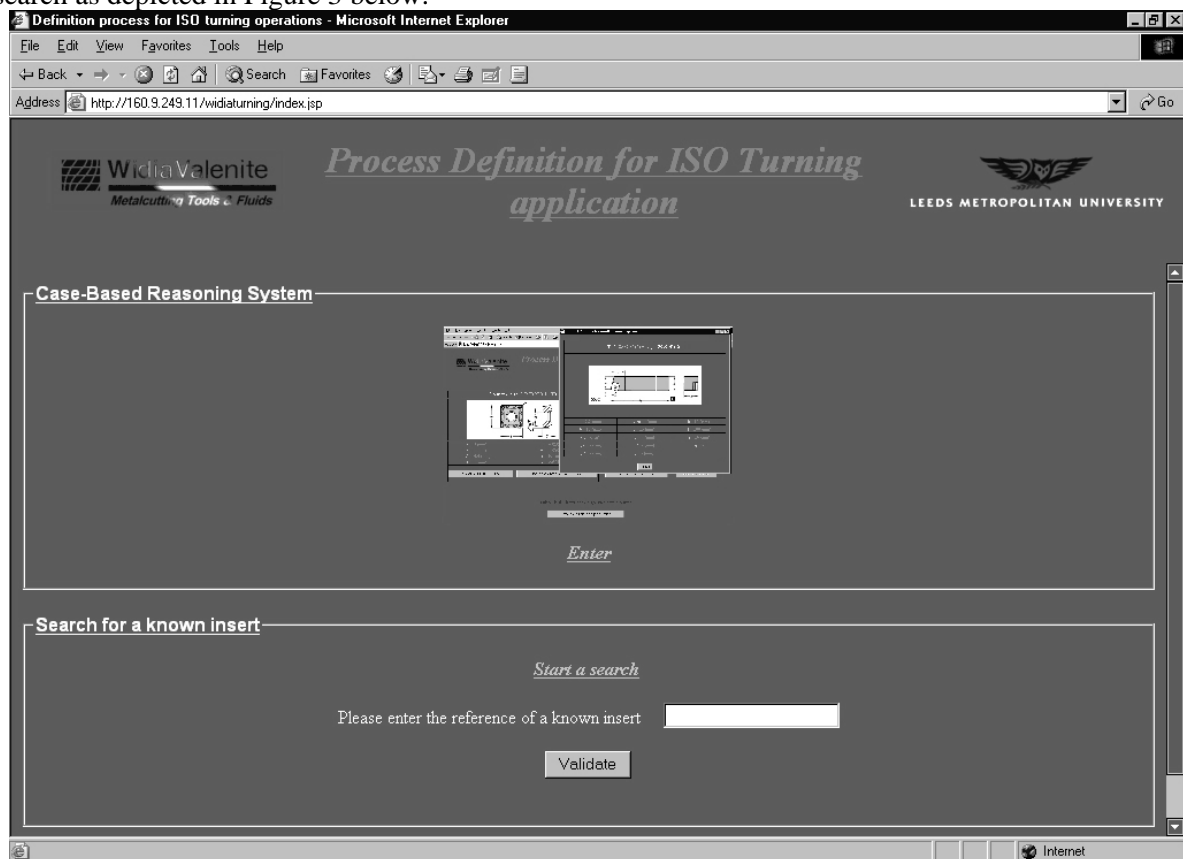 search as depicted in Figure 3 below.
Definition process for ISO turning operations - Microsoft Internet Explorer
File Edit View Favorites Tools Help
Back Search Favorites
Address http://160.9.249.11/widiaturning/index.jsp Go
Process Definition for ISO Turning
application
Widia Valenite
Metalcutting Tools & Fluids
LEEDS METROPOLITAN UNIVERSITY
Case-Based Reasoning System
Enter
Search for a known insert
Start a search
Please enter the reference of a known insert
Validate
Internet